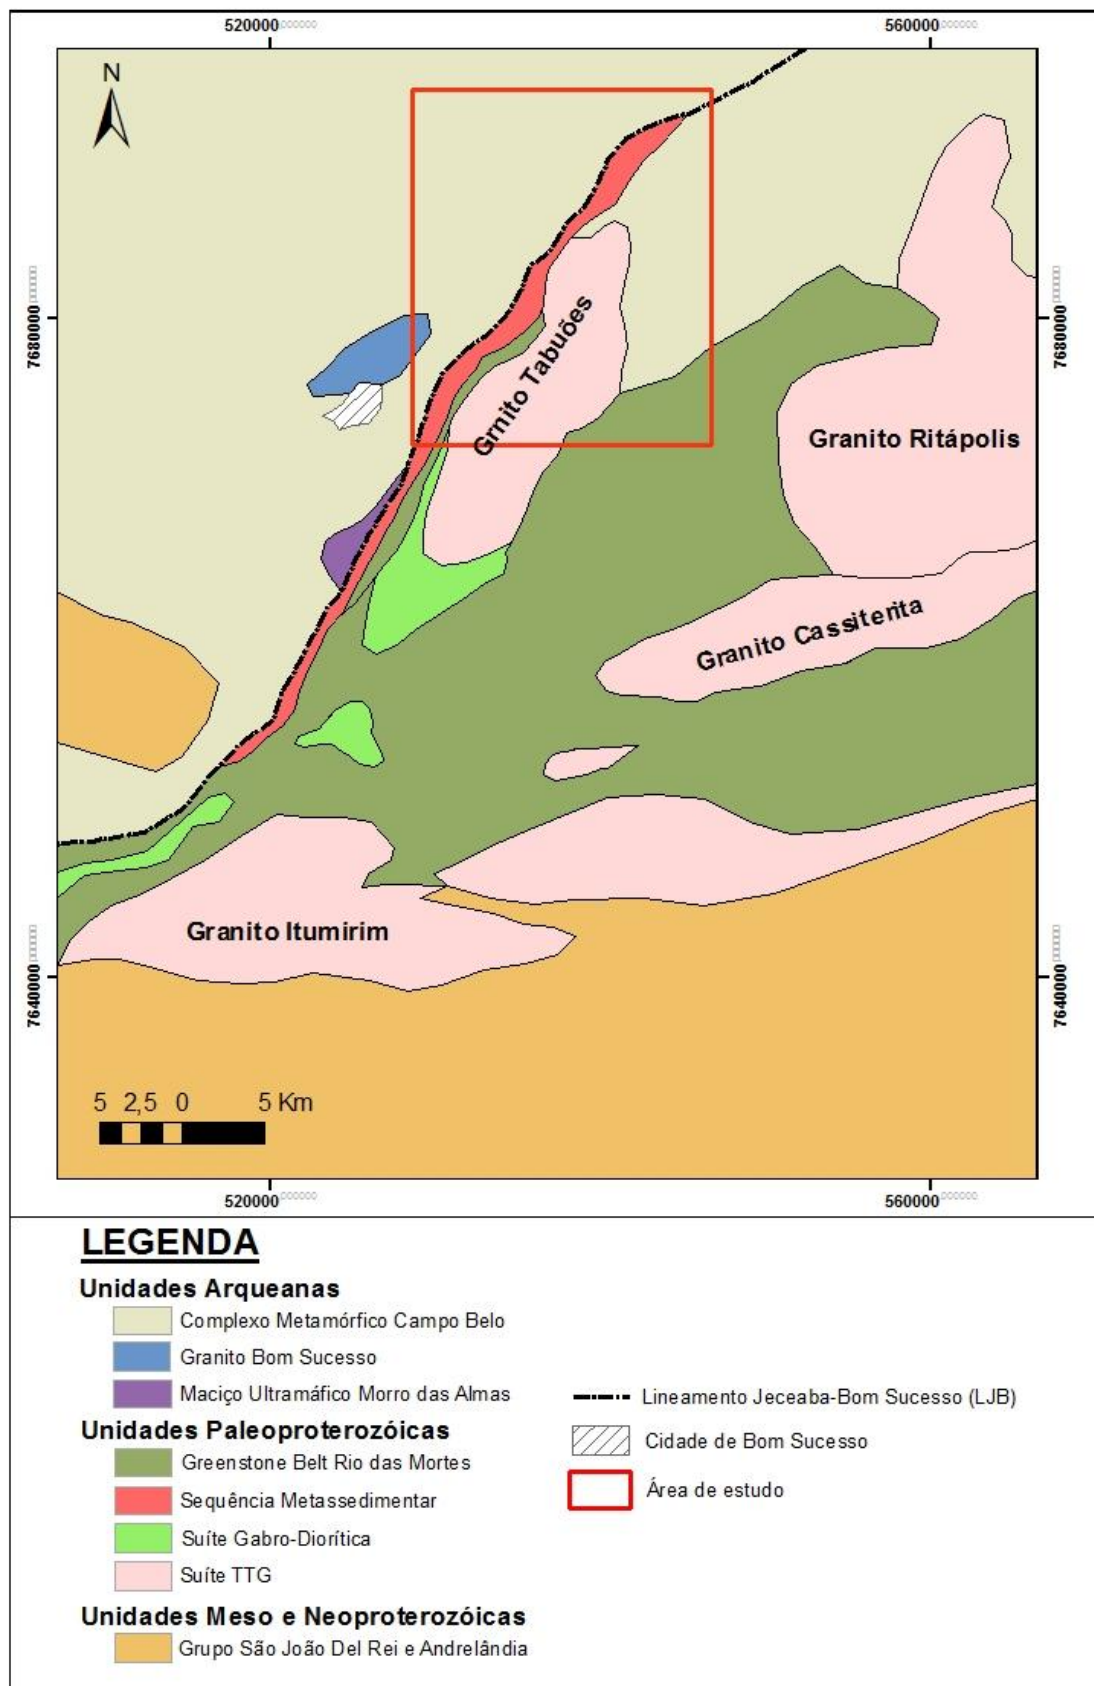 520000
560000
N
7680000
7680000
Grnito Tabuões
Granito Ritápolis
Granito Cassiterita
Granito Itumirim
7640000
7640000
5 2,5 0 5 Km
520000
560000
LEGENDA
Unidades Arqueanas
Complexo Metamórfico Campo Belo
Granito Bom Sucesso
Maciço Ultramáfico Morro das Almas
Unidades Paleoproterozóicas
Greenstone Belt Rio das Mortes
Sequência Metassedimentar
Suíte Gabro-Diorítica
Suíte TTG
Unidades Meso e Neoproterozóicas
Grupo São João Del Rei e Andrelândia
Lineamento Jeceaba-Bom Sucesso (LJB)
Cidade de Bom Sucesso
Área de estudo